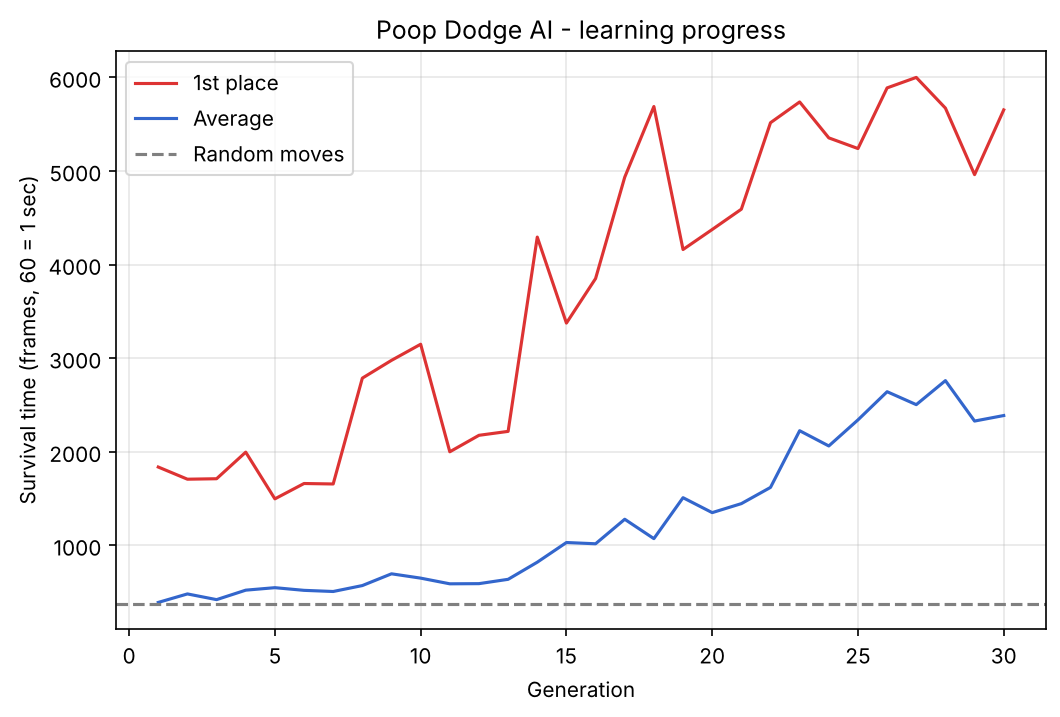 Poop Dodge AI - learning progress
1st place
Average
Random moves
Survival time (frames, 60 = 1 sec)
6000
5000
4000
3000
2000
1000
0 5 10 15 20 25 30
Generation